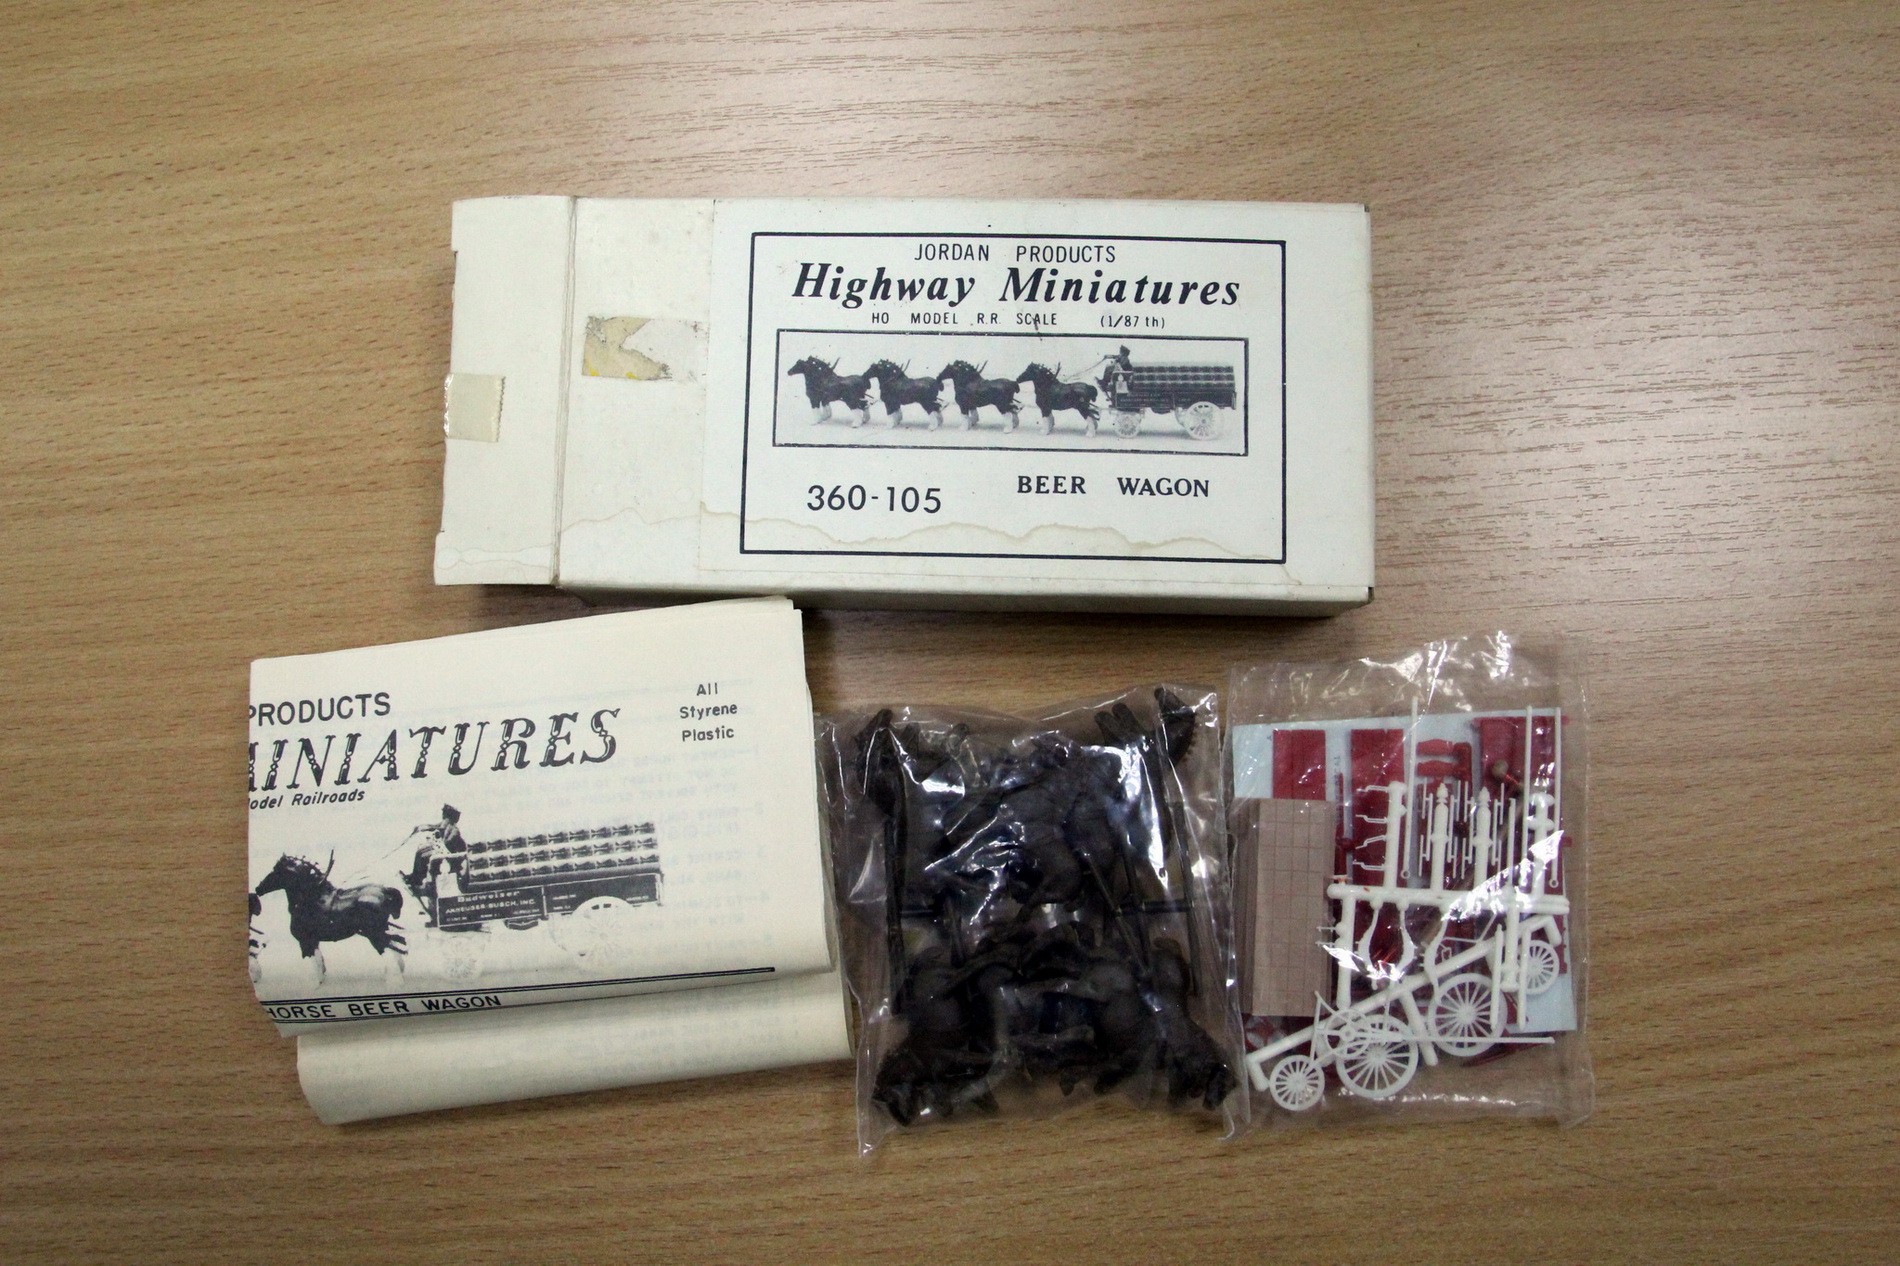 JORDAN PRODUCTS
Highway Miniatures
HO MODEL R.R. SCALE (1/87 th)
360-105
BEER WAGON
PRODUCTS
MINIATURES
odel Railroads
All
Styrene
Plastic
Budweiser
ANHEUSER-BUSCH, INC.
HORSE BEER WAGON